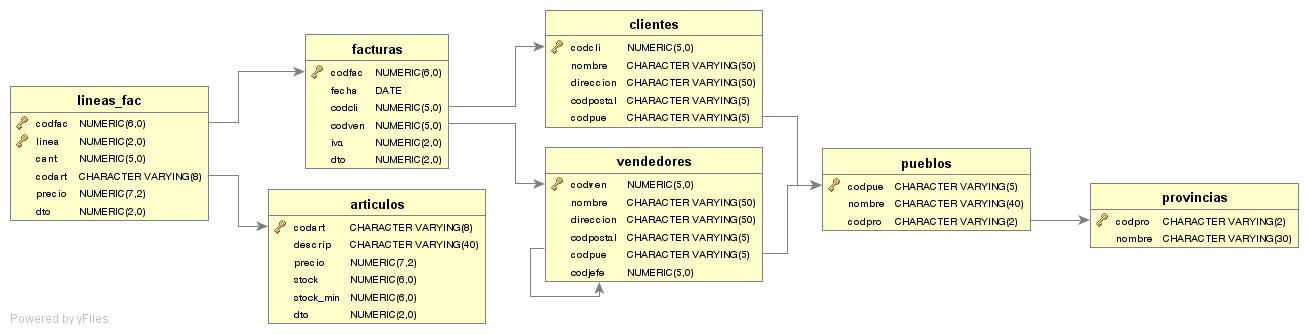 lineas_fac
codfac NUMERIC(6,0)
linea NUMERIC(2,0)
cant NUMERIC(5,0)
codart CHARACTER VARYING(8)
precio NUMERIC(7,2)
dto NUMERIC(2,0)
facturas
codfac NUMERIC(6,0)
fecha DATE
codcli NUMERIC(5,0)
codven NUMERIC(5,0)
iva NUMERIC(2,0)
dto NUMERIC(2,0)
articulos
codart CHARACTER VARYING(8)
descrip CHARACTER VARYING(40)
precio NUMERIC(7,2)
stock NUMERIC(6,0)
stock_min NUMERIC(6,0)
dto NUMERIC(2,0)
clientes
codcli NUMERIC(5,0)
nombre CHARACTER VARYING(50)
direccion CHARACTER VARYING(50)
codpostal CHARACTER VARYING(5)
codpue CHARACTER VARYING(5)
vendedores
codven NUMERIC(5,0)
nombre CHARACTER VARYING(50)
direccion CHARACTER VARYING(50)
codpostal CHARACTER VARYING(5)
codpue CHARACTER VARYING(5)
codjefe NUMERIC(5,0)
pueblos
codpue CHARACTER VARYING(5)
nombre CHARACTER VARYING(40)
codpro CHARACTER VARYING(2)
provincias
codpro CHARACTER VARYING(2)
nombre CHARACTER VARYING(30)
Powered by yFiles